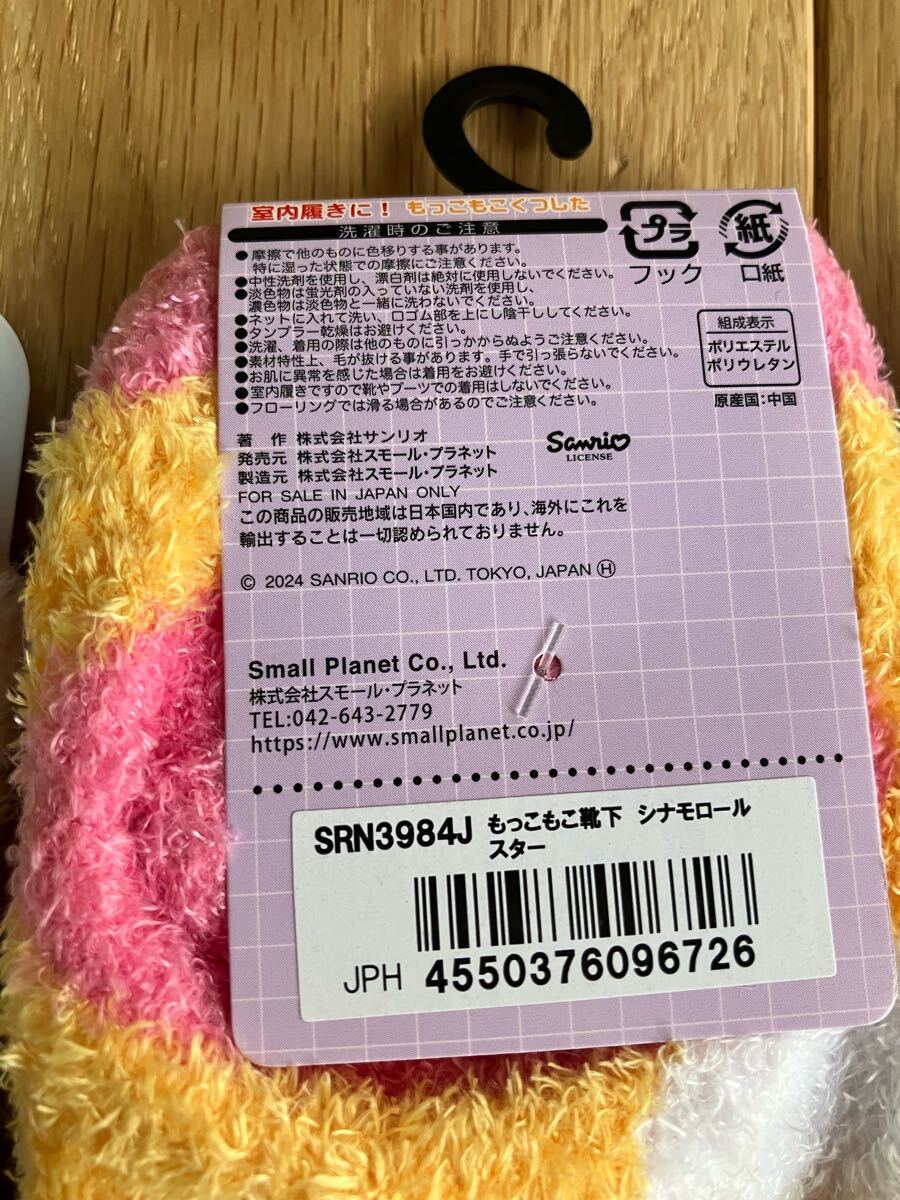 室内履きに! もっこもこくつした
洗濯時のご注意
●摩擦で他のものに色移りする事があります。
特に湿った状態での摩擦にご注意ください。
●中性洗剤を使用し、漂白剤は絶対に使用しないでください。
●淡色物は蛍光剤の入っていない洗剤を使用し、
濃色物は淡色物と一緒に洗わないでください。
●ネットに入れて洗い、口ゴム部を上にし陰干ししてください。
●タンブラー乾燥はお避けください。
●洗濯、着用の際は他のものに引っかからぬようご注意ください。
●素材特性上、毛が抜ける事があります。手で引っ張らないでください。
●お肌に異常を感じた場合は着用をお避けください。
●室内履きですので靴やブーツでの着用はしないでください。
●フローリングでは滑る場合があるのでご注意ください。
プラ
フック
紙
口紙
組成表示
ポリエステル
ポリウレタン
原産国:中国
著 作 株式会社サンリオ
発売元 株式会社スモール・プラネット
製造元 株式会社スモール・プラネット
Sanrio
LICENSE
FOR SALE IN JAPAN ONLY
この商品の販売地域は日本国内であり、海外にこれを
輸出することは一切認めておりません。
© 2024 SANRIO CO., LTD. TOKYO, JAPAN Ⓗ
Small Planet Co., Ltd.
株式会社スモール・プラネット
TEL:042-643-2779
https://www.smallplanet.co.jp/
SRN3984J もっこもこ靴下 シナモロール
スター
JPH 4550376096726